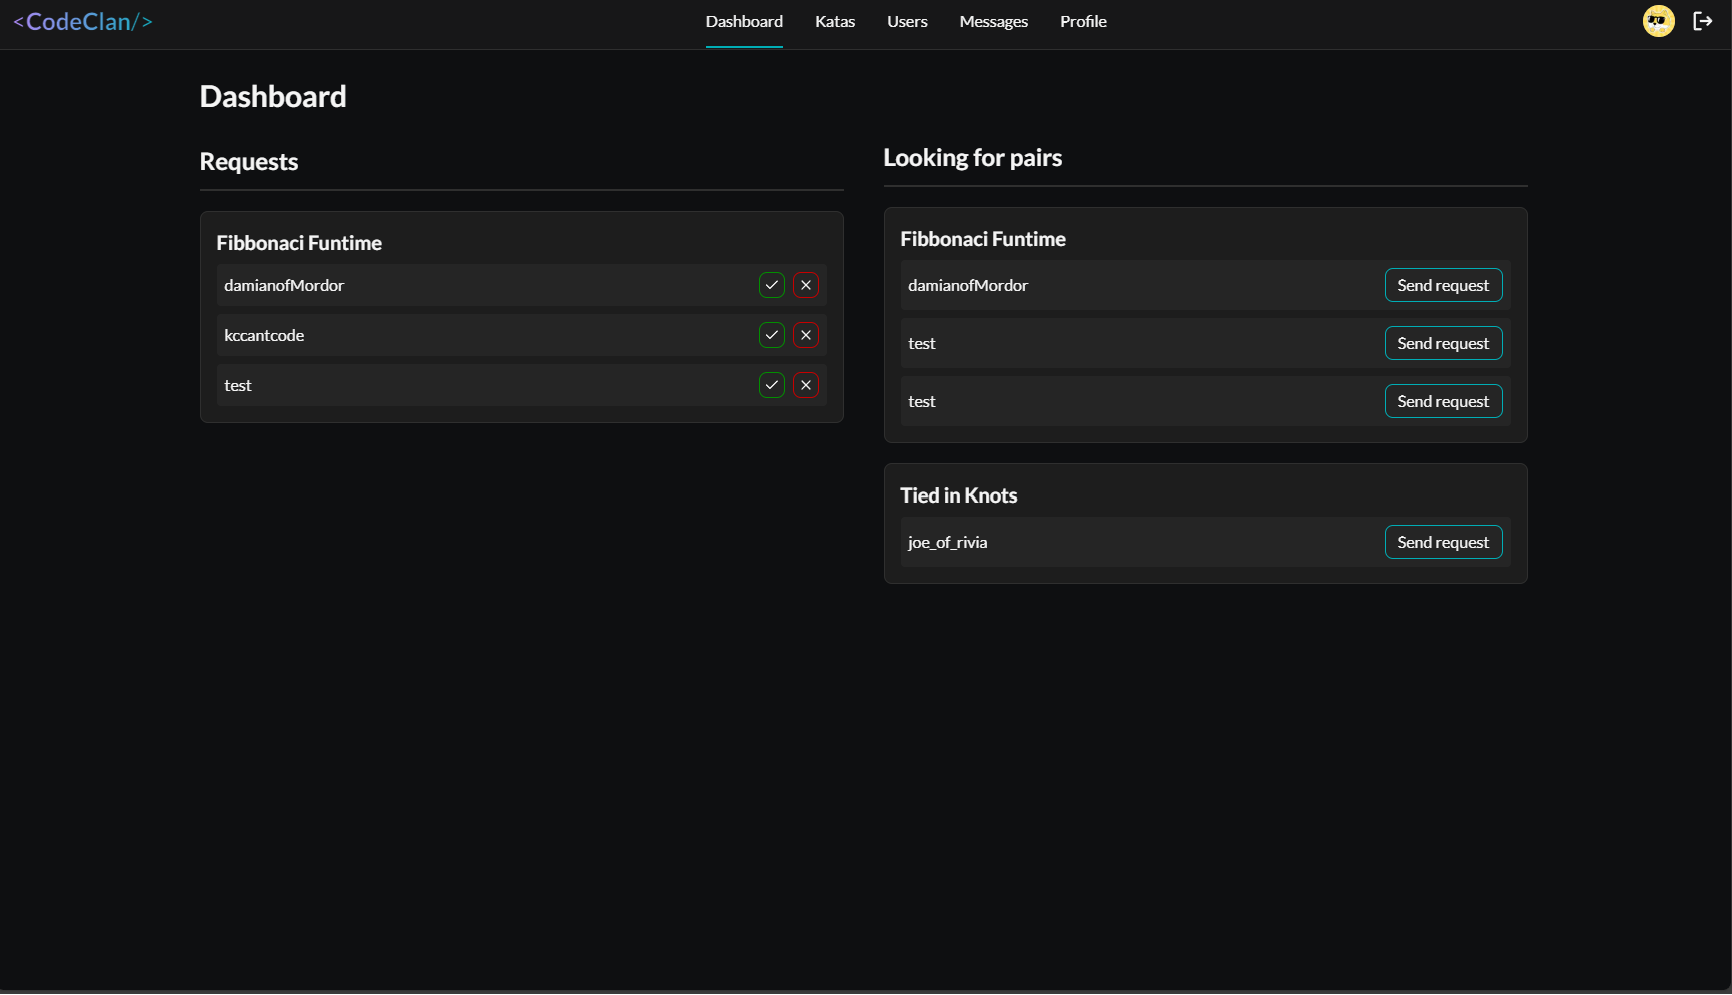 <CodeClan/>
Dashboard Katas Users Messages Profile
Dashboard
Requests
Fibbonaci Funtime
damianofMordor
kccantcode
test
Looking for pairs
Fibbonaci Funtime
damianofMordor Send request
test Send request
test Send request
Tied in Knots
joe_of_rivia Send request